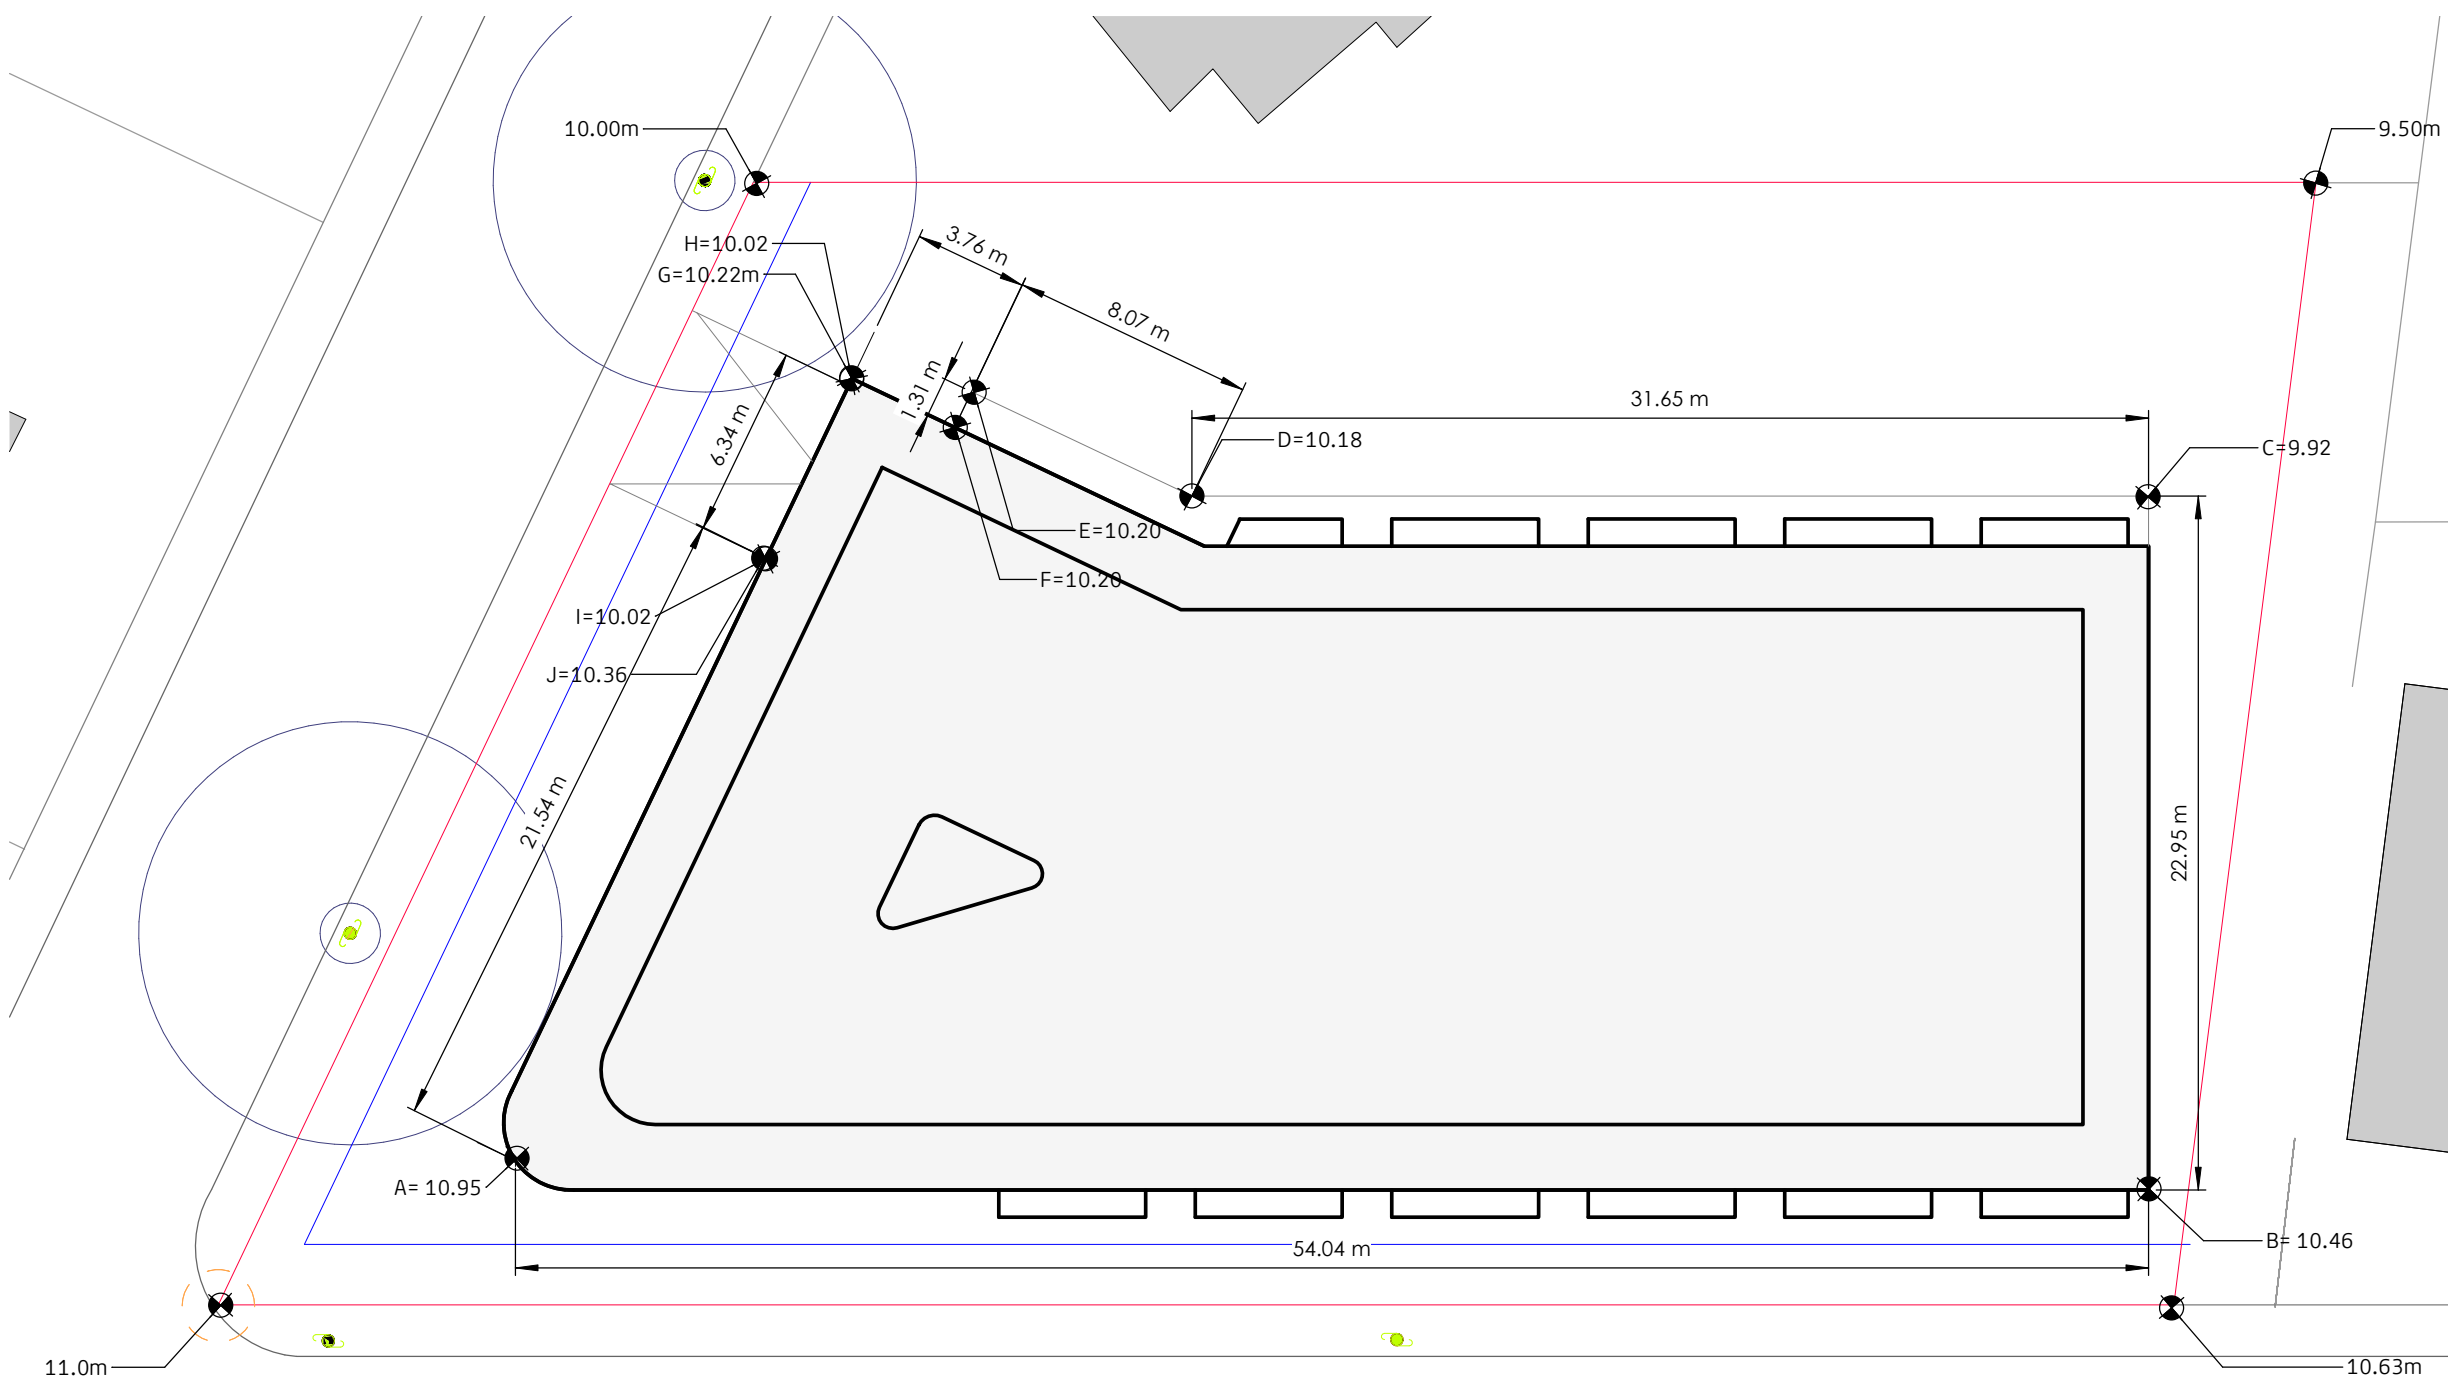 10.00m
9.50m
3.76 m
H=10.02
G=10.22m
8.07 m
1.31 m
31.65 m
6.34 m
D=10.18
C=9.92
E=10.20
F=10.20
I=10.02
J=10.36
21.54 m
22.95 m
A= 10.95
B= 10.46
54.04 m
11.0m
10.63m